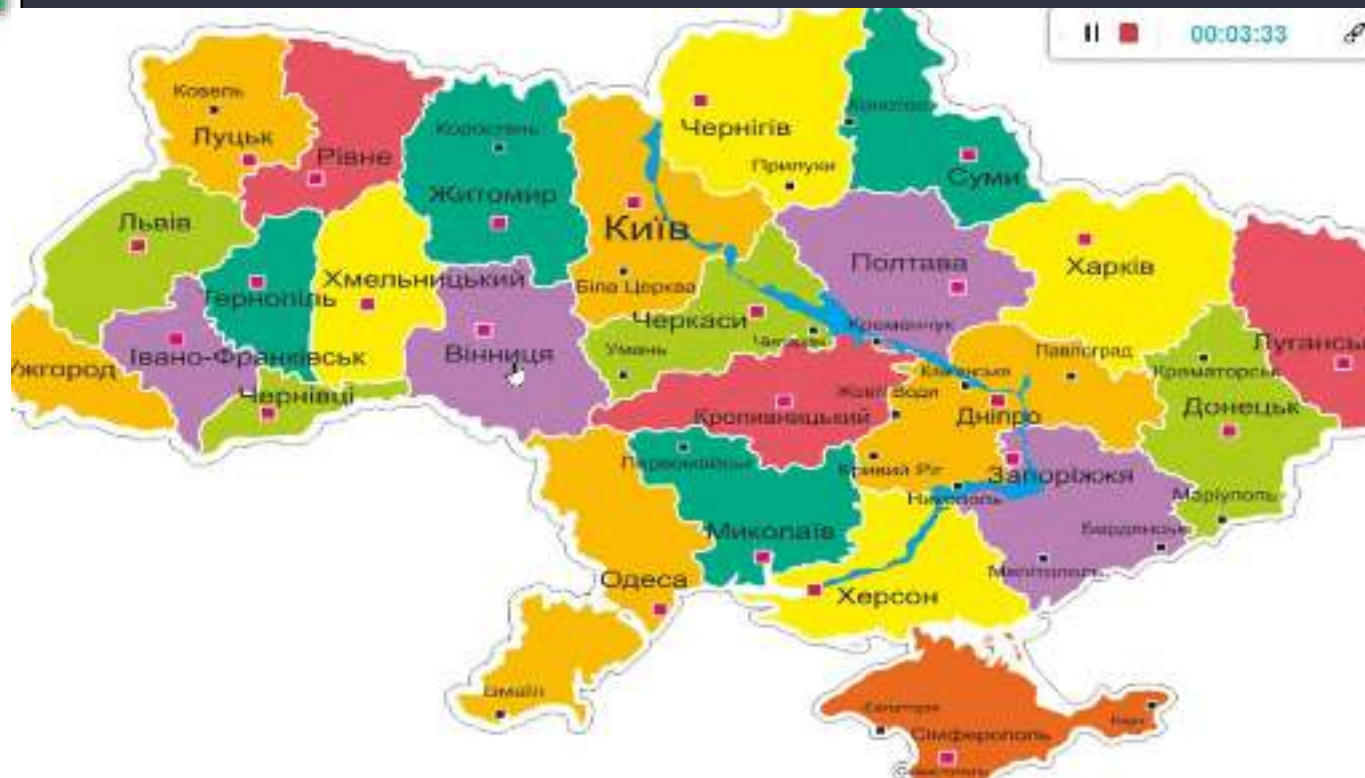 00:03:33
Ковель
Луцьк
Рівне
Коростень
Житомир
Київ
Чернігів
Прилуки
Суми
Львів
Тернопіль
Хмельницький
Біла Церква
Черкаси
Полтава
Кременчук
Харків
Ужгород
Івано-Франківськ
Чернівці
Вінниця
Умань
Кропивницький
Жовті Води
Дніпро
Павлоград
Краматорськ
Донецьк
Первомайськ
Кривий Ріг
Нікополь
Запоріжжя
Маріуполь
Бердянськ
Мелітополь
Миколаїв
Одеса
Херсон
Ізмаїл
Сімферополь